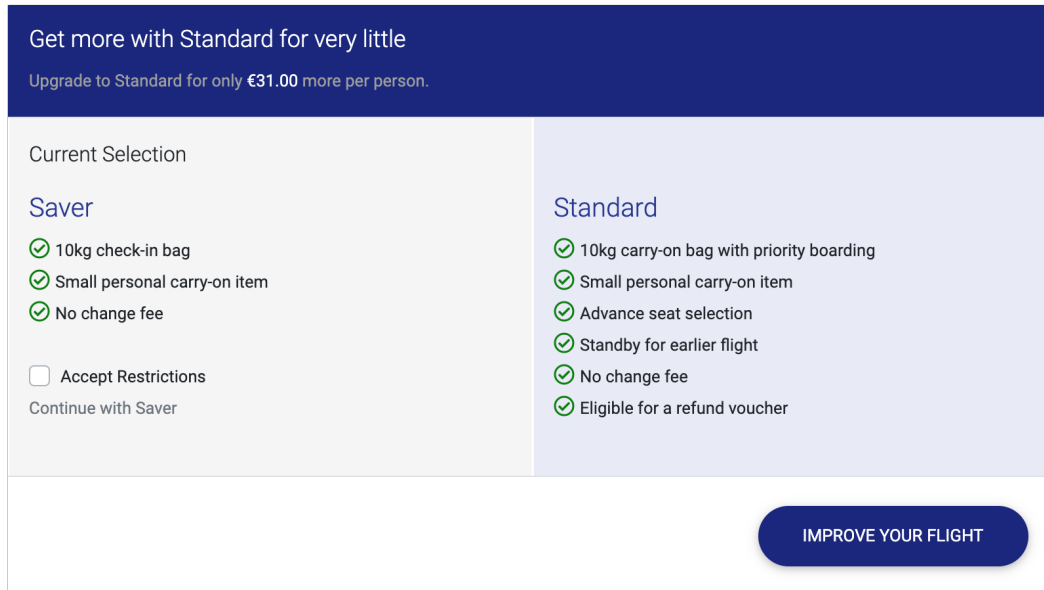 Get more with Standard for very little
Upgrade to Standard for only €31.00 more per person.
Current Selection
Saver
10kg check-in bag
Small personal carry-on item
No change fee
Accept Restrictions
Continue with Saver
Standard
10kg carry-on bag with priority boarding
Small personal carry-on item
Advance seat selection
Standby for earlier flight
No change fee
Eligible for a refund voucher
IMPROVE YOUR FLIGHT